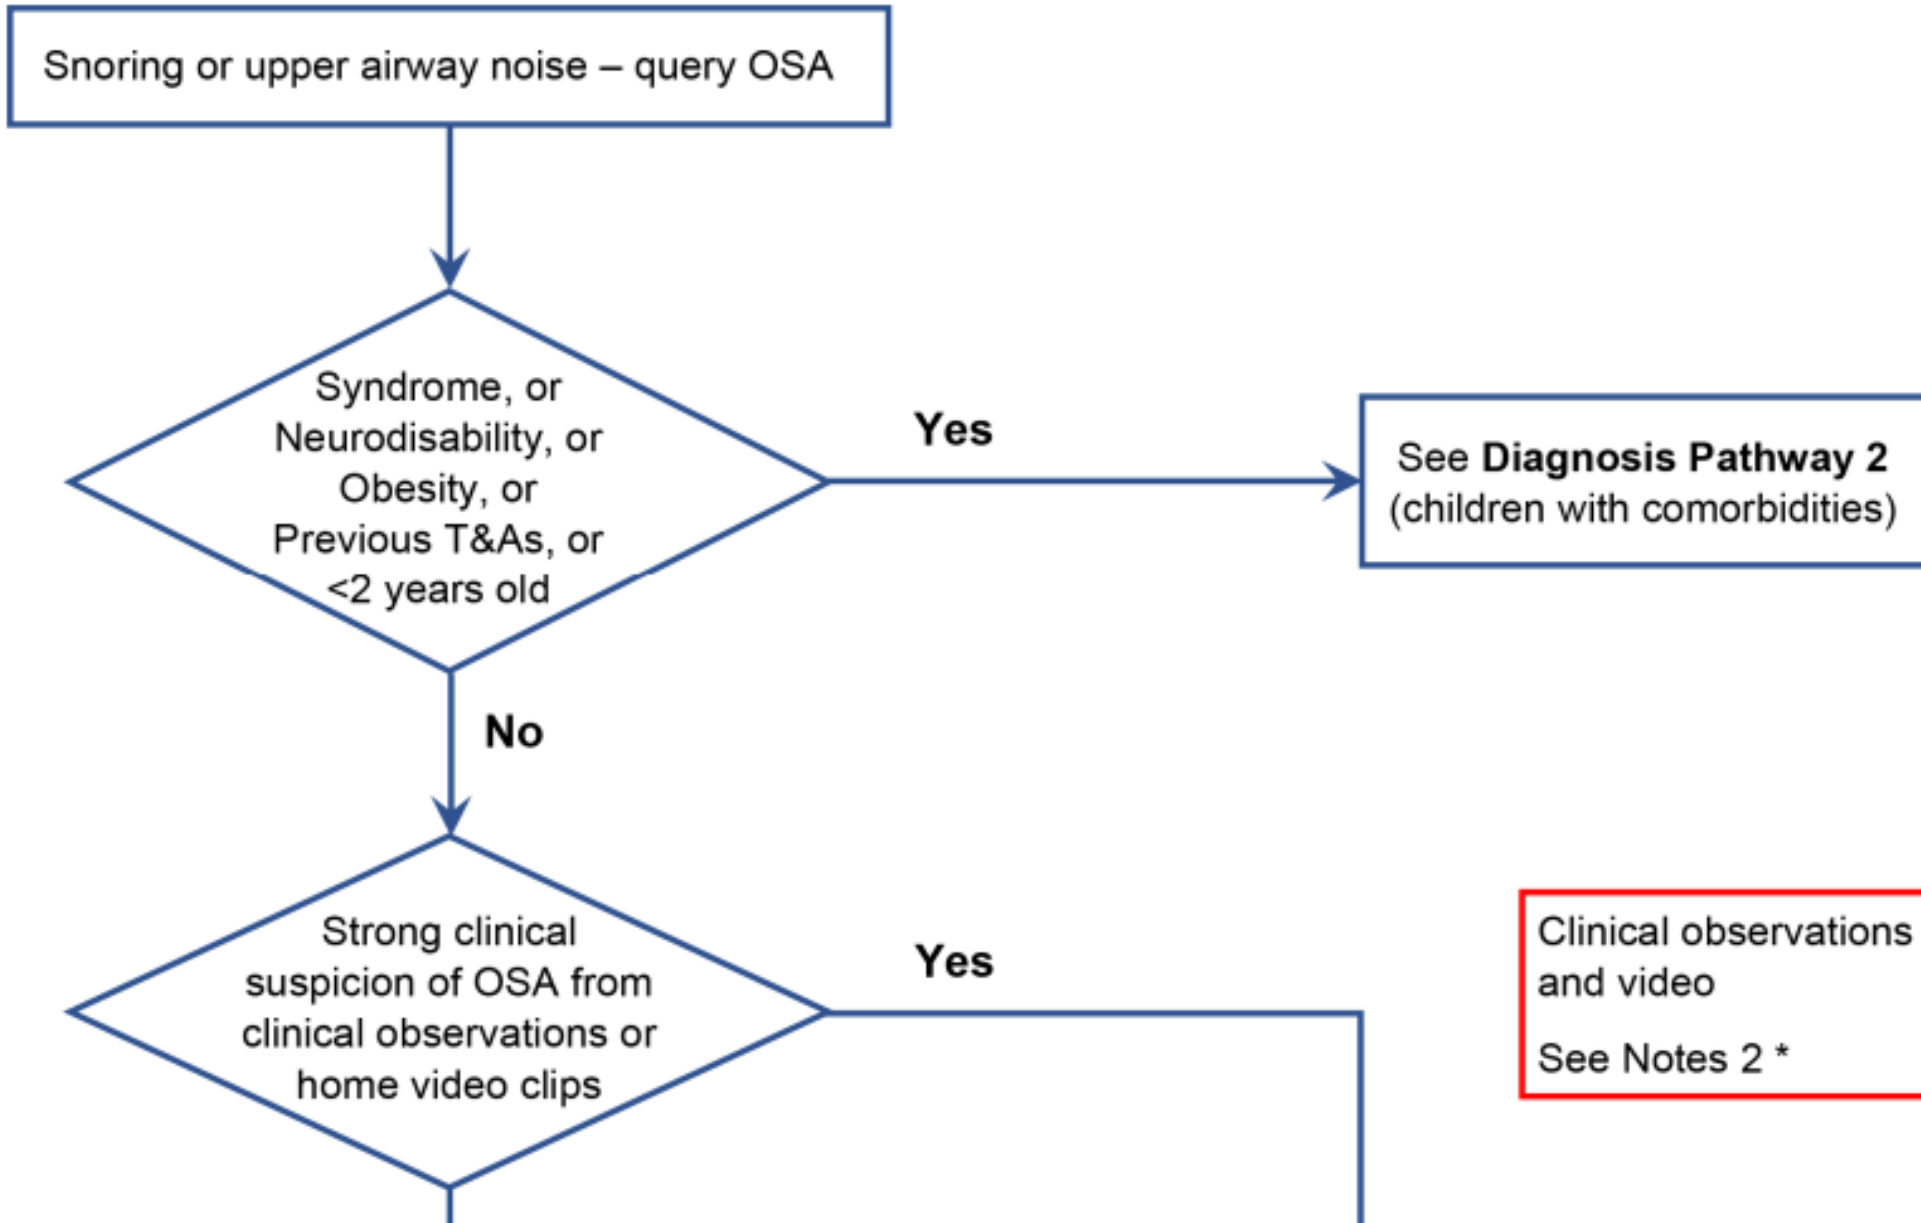 Snoring or upper airway noise – query OSA
Syndrome, or
Neurodisability, or
Obesity, or
Previous T&As, or
<2 years old
Yes
See Diagnosis Pathway 2
(children with comorbidities)
No
Strong clinical
suspicion of OSA from
clinical observations or
home video clips
Yes
Clinical observations
and video
See Notes 2 *